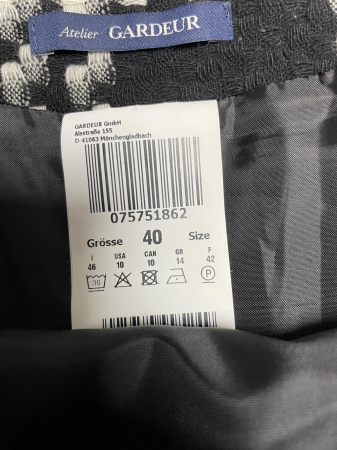 Atelier GARDEUR
GARDEUR GmbH
Alsstraße 155
D-41063 Mönchengladbach
075751862
Grösse 40 Size
I USA CAN GB F
46 10 10 14 42
30 P